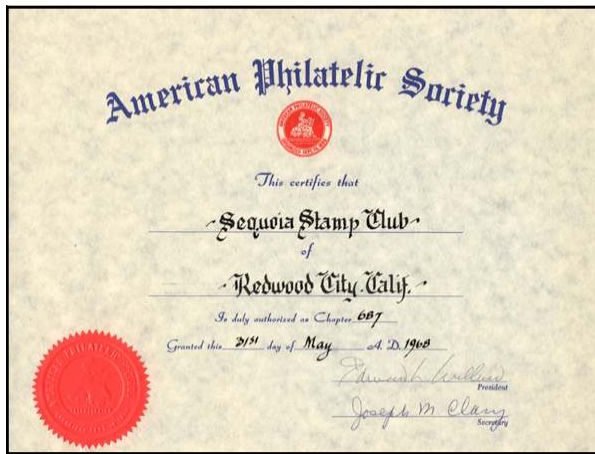 American Philatelic Society
This certifies that
Sequoia Stamp Club
of
Redwood City. Calif.
Is duly authorized as Chapter 687
Granted this 31st day of May A. D. 1968
President
Joseph M Clary
Secretary